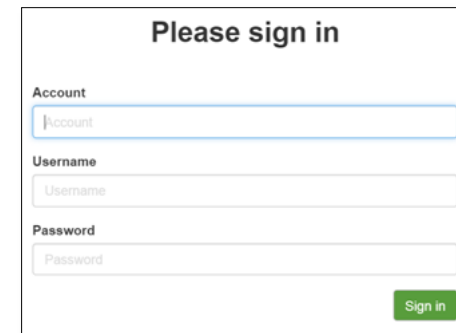 Please sign in
Account
Account
Username
Username
Password
Password
Sign in